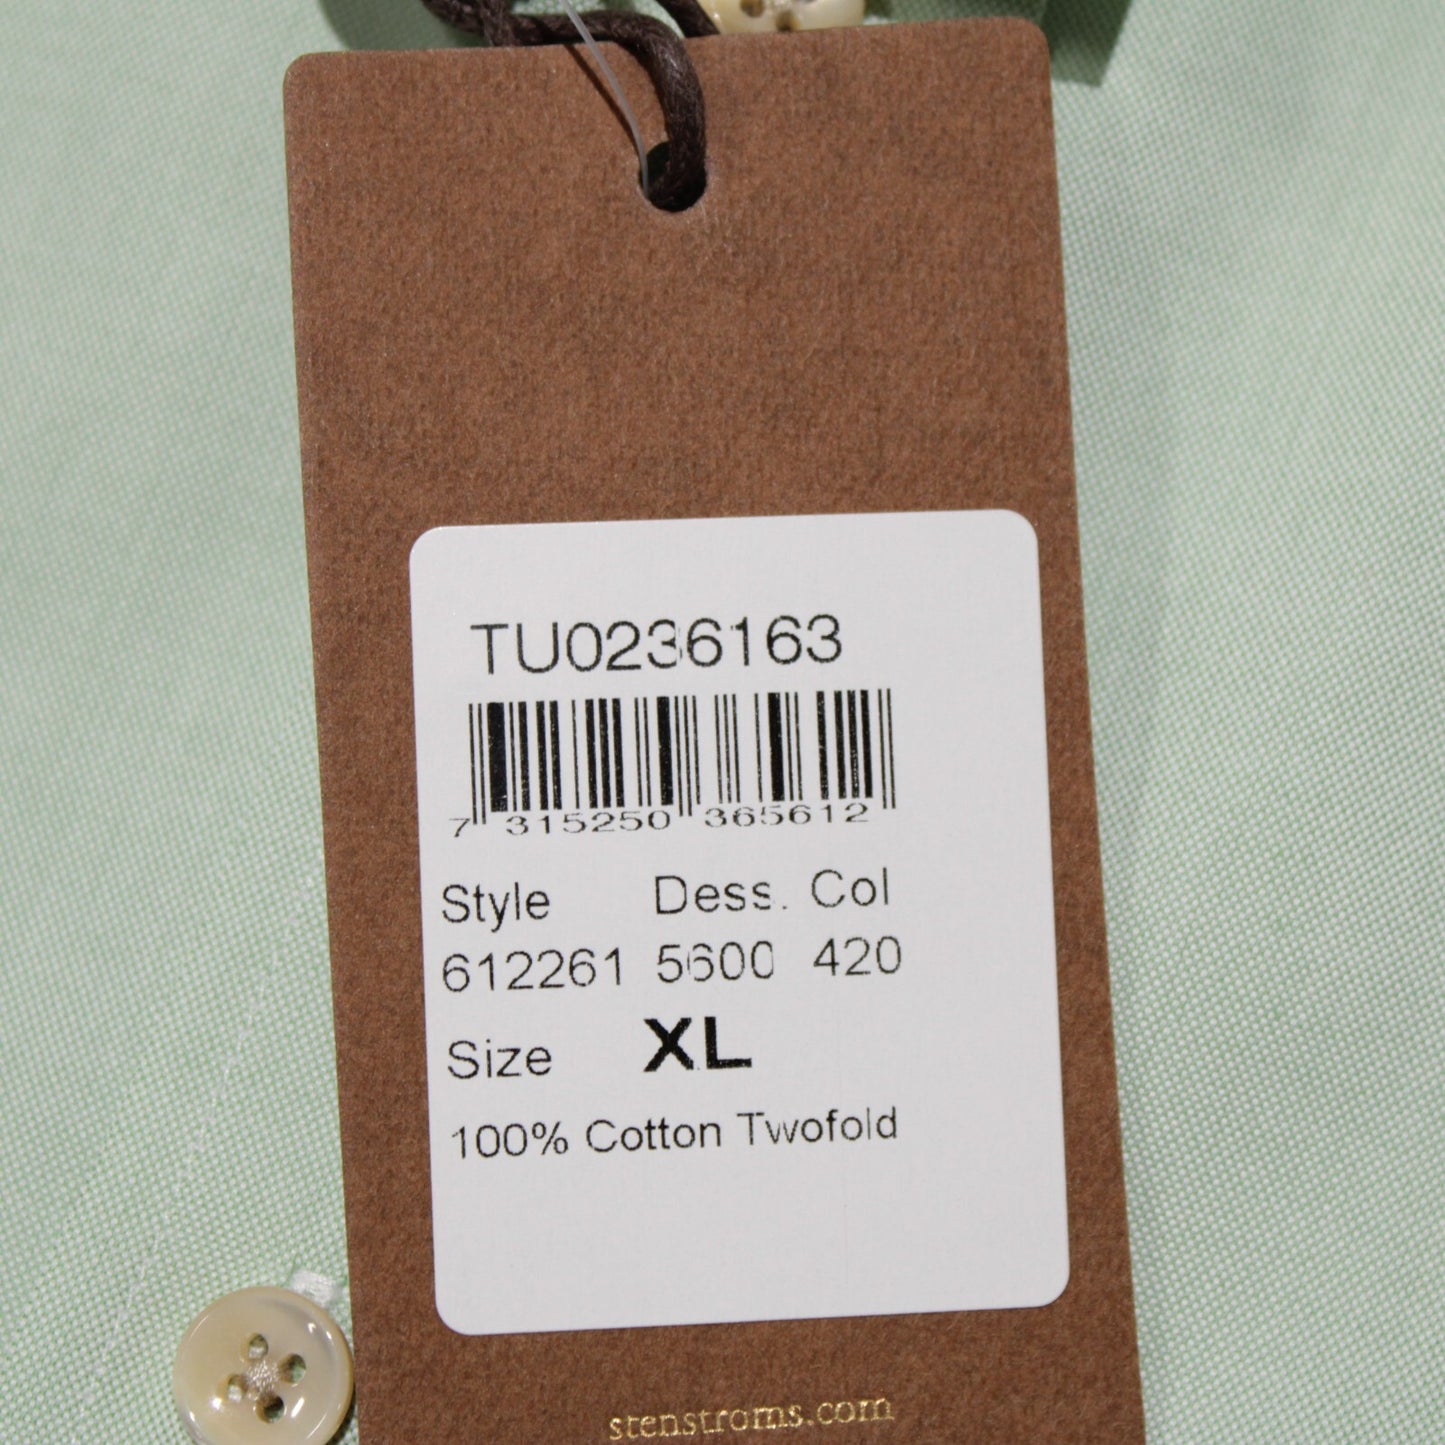 TU0236163
7 315250 365612
Style Dess. Col
612261 5600 420
Size XL
100% Cotton Twofold
stenstroms.com